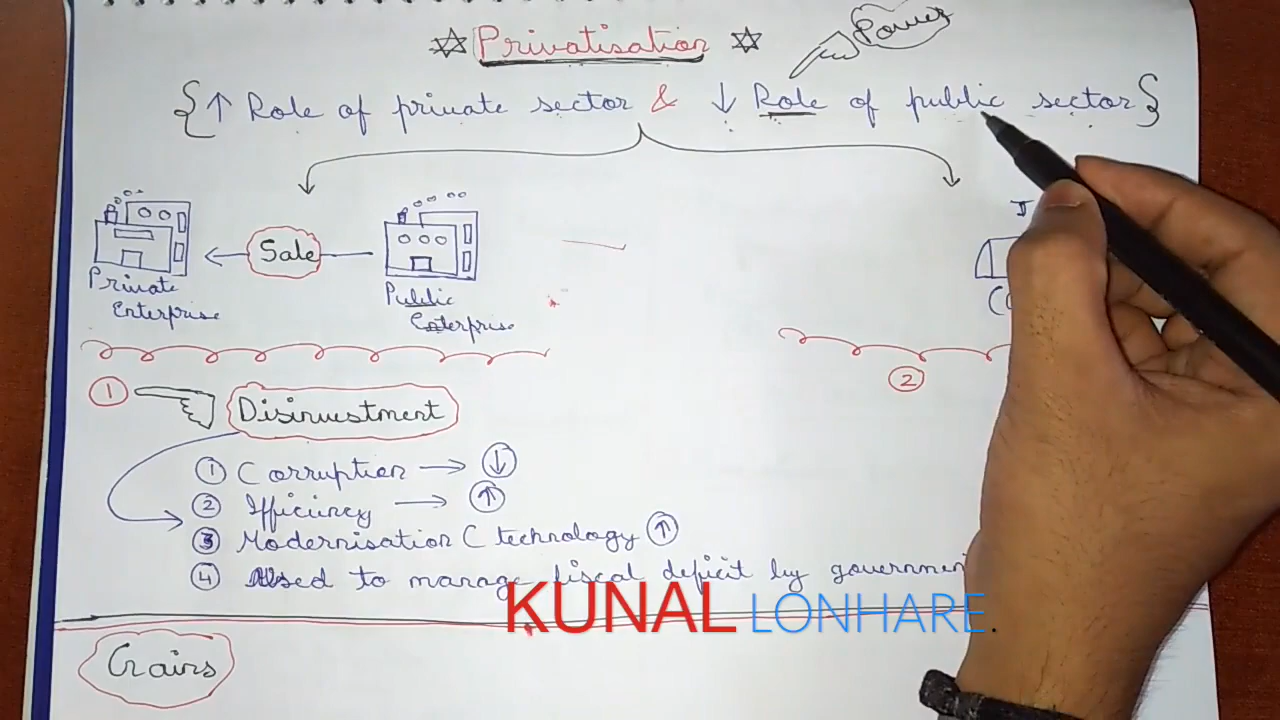 Privatisation
Power
{↑ Role of private sector & ↓ Role of public sector}
Sale
Private
Enterprise
Public
Enterprise
① Disinvestment
②
① Corruption → ↓
② Efficiency → ↑
③ Modernisation C technology ↑
④ Used to manage fiscal deficit by government
KUNAL LONHARE.
Gains